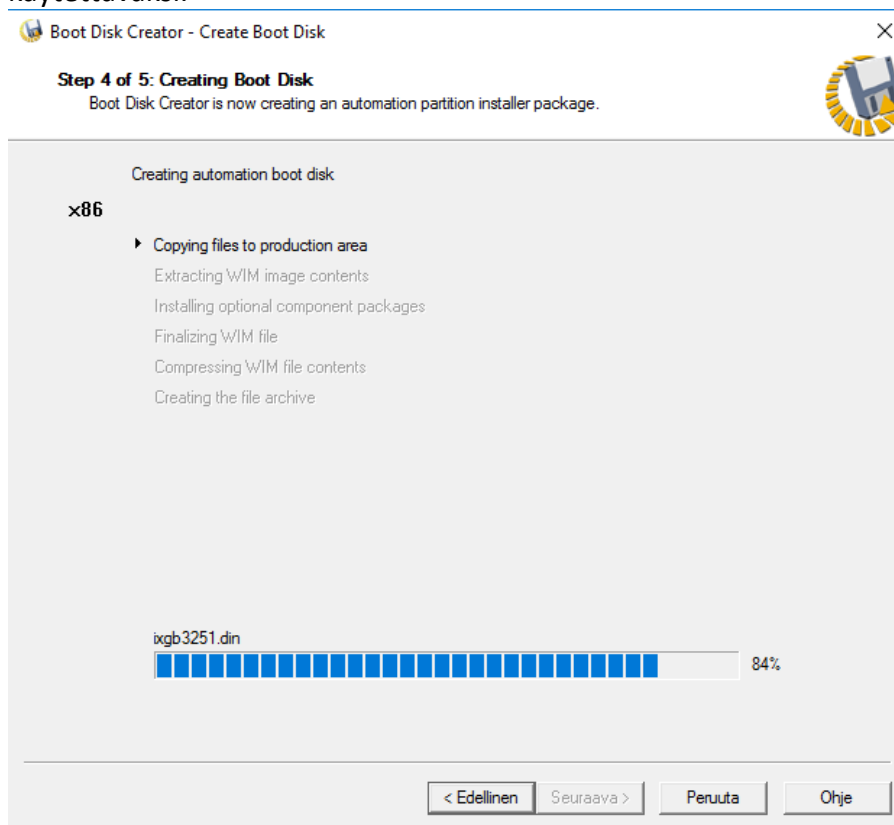 Boot Disk Creator - Create Boot Disk
Step 4 of 5: Creating Boot Disk
Boot Disk Creator is now creating an automation partition installer package.
Creating automation boot disk
x86
Copying files to production area
Extracting WIM image contents
Installing optional component packages
Finalizing WIM file
Compressing WIM file contents
Creating the file archive
ixgb3251.din
84%
< Edellinen Seuraava > Peruuta Ohje